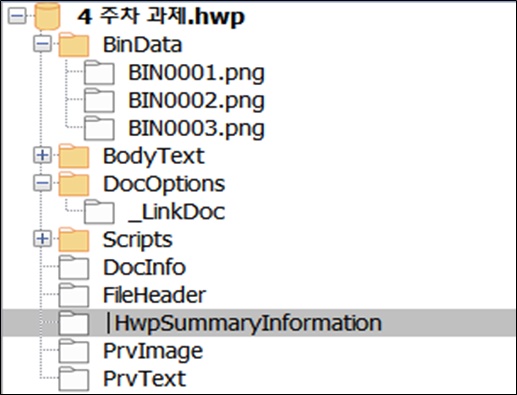 4 주차 과제.hwp
BinData
BIN0001.png
BIN0002.png
BIN0003.png
BodyText
DocOptions
_LinkDoc
Scripts
DocInfo
FileHeader
|HwpSummaryInformation
PrvImage
PrvText